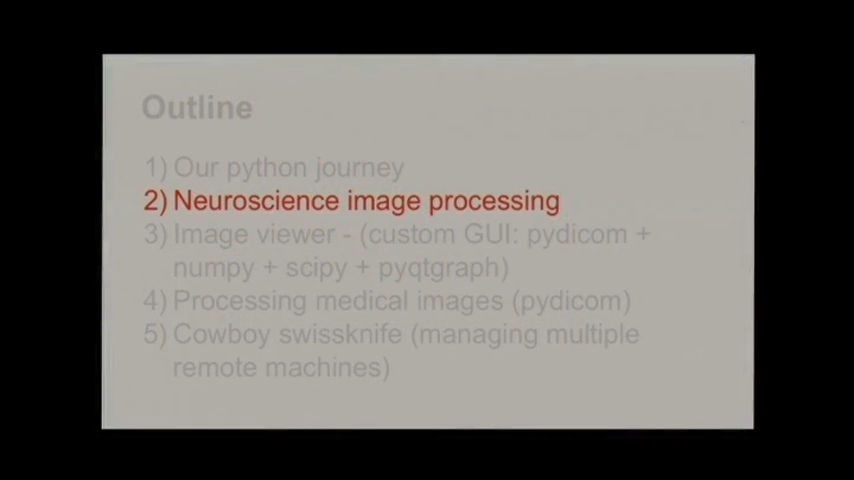 Outline
1) Our python journey
2) Neuroscience image processing
3) Image viewer - (custom GUI: pydicom +
numpy + scipy + pyqtgraph)
4) Processing medical images (pydicom)
5) Cowboy swissknife (managing multiple
remote machines)